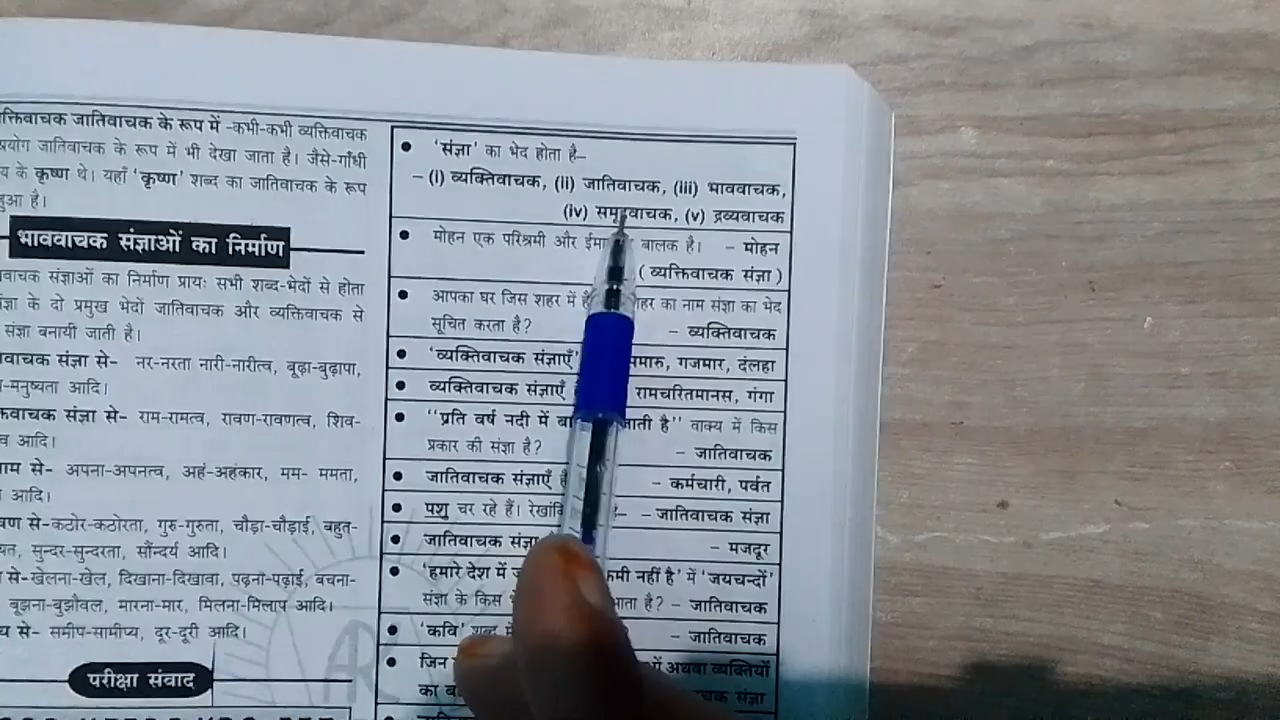 क्तिवाचक जातिवाचक के रूप में -कभी-कभी व्यक्तिवाचक
प्रयोग जातिवाचक के रूप में भी देखा जाता है। जैसे-गाँधी
य के कृष्ण थे। यहाँ 'कृष्ण' शब्द का जातिवाचक के रूप
हुआ है।
भाववाचक संज्ञाओं का निर्माण
वाचक संज्ञाओं का निर्माण प्रायः सभी शब्द-भेदों से होता
संज्ञा के दो प्रमुख भेदों जातिवाचक और व्यक्तिवाचक से
संज्ञा बनायी जाती है।
वाचक संज्ञा से- नर-नरता नारी-नारीत्व, बूढ़ा-बुढ़ापा,
-मनुष्यता आदि।
क्तिवाचक संज्ञा से- राम-रामत्व, रावण-रावणत्व, शिव-
व आदि।
नाम से- अपना-अपनत्व, अहं-अहंकार, मम- ममता,
आदि।
षण से-कठोर-कठोरता, गुरु-गुरुता, चौड़ा-चौड़ाई, बहुत-
यत, सुन्दर-सुन्दरता, सौंन्दर्य आदि।
से-खेलना-खेल, दिखाना-दिखावा, पढ़ना-पढ़ाई, बचना-
बूझना-बुझौवल, मारना-मार, मिलना-मिलाप आदि।
य से- समीप-सामीप्य, दूर-दूरी आदि।
परीक्षा संवाद
• 'संज्ञा' का भेद होता है–
– (i) व्यक्तिवाचक, (ii) जातिवाचक, (iii) भाववाचक,
(iv) समूहवाचक, (v) द्रव्यवाचक
• मोहन एक परिश्रमी और बालक है। – मोहन
(व्यक्तिवाचक संज्ञा)
• आपका घर जिस शहर में का नाम संज्ञा का भेद
सूचित करता है? – व्यक्तिवाचक
• 'व्यक्तिवाचक संज्ञाएँ' गजमार, दंलहा
• व्यक्तिवाचक संज्ञाएँ रामचरितमानस, गंगा
• "प्रति वर्ष नदी में जाती है" वाक्य में किस
प्रकार की संज्ञा है? – जातिवाचक
• जातिवाचक संज्ञाएँ – कर्मचारी, पर्वत
• पशु चर रहे हैं। – जातिवाचक संज्ञा
• जातिवाचक संज्ञा – मजदूर
• 'हमारे देश में कमी नहीं है' में 'जयचन्दों'
संज्ञा के किस आता है? – जातिवाचक
• 'कवि' शब्द – जातिवाचक
• जिन अथवा व्यक्तियों
का संज्ञा